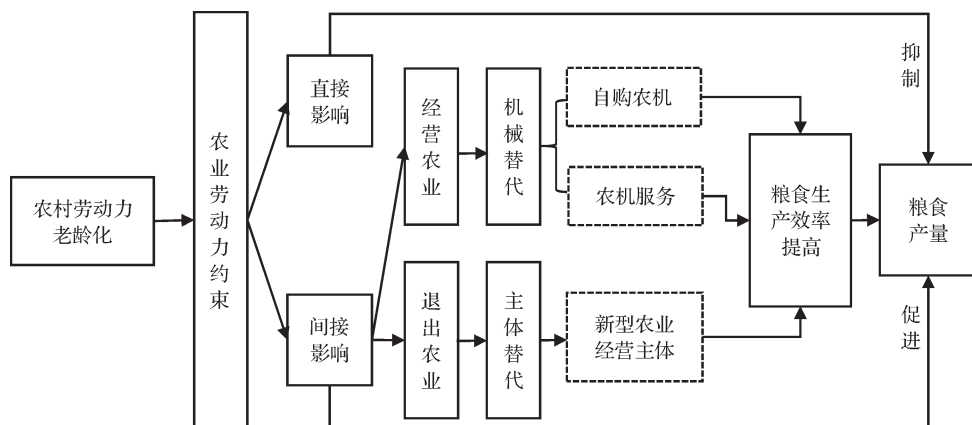 农村劳动力
老龄化
农业劳动力约束
直接
影响
间接
影响
经营农业
退出农业
机械替代
主体替代
自购农机
农机服务
新型农业
经营主体
粮食生
产效率
提高
抑制
粮食
产量
促进